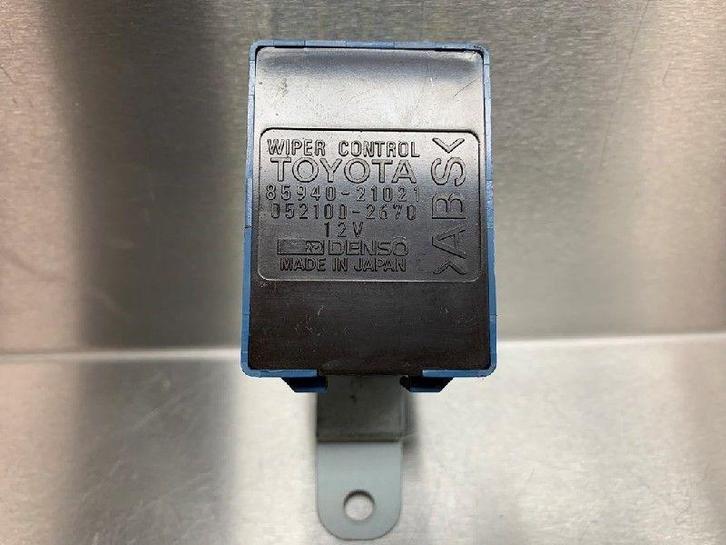 WIPER CONTROL
TOYOTA
85940-21021
052100-2670
12V
DENSO
MADE IN JAPAN
>ABS<